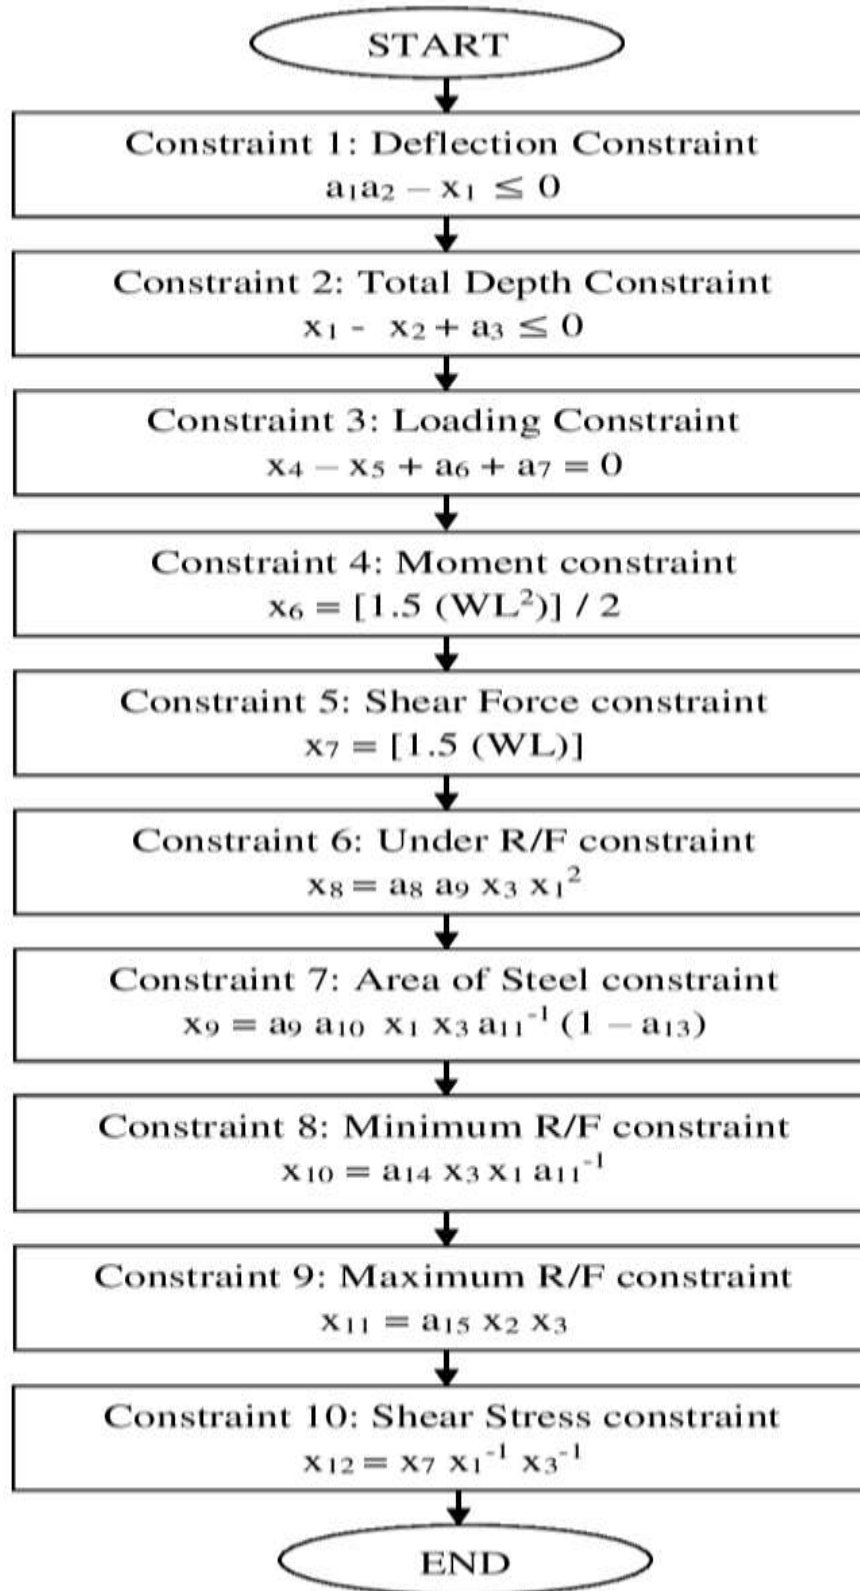 START
Constraint 1: Deflection Constraint
a₁a₂ – x₁ ≤ 0
Constraint 2: Total Depth Constraint
x₁ - x₂ + a₃ ≤ 0
Constraint 3: Loading Constraint
x₄ – x₅ + a₆ + a₇ = 0
Constraint 4: Moment constraint
x₆ = [1.5 (WL²)] / 2
Constraint 5: Shear Force constraint
x₇ = [1.5 (WL)]
Constraint 6: Under R/F constraint
x₈ = a₈ a₉ x₃ x₁²
Constraint 7: Area of Steel constraint
x₉ = a₉ a₁₀ x₁ x₃ a₁₁⁻¹ (1 – a₁₃)
Constraint 8: Minimum R/F constraint
x₁₀ = a₁₄ x₃ x₁ a₁₁⁻¹
Constraint 9: Maximum R/F constraint
x₁₁ = a₁₅ x₂ x₃
Constraint 10: Shear Stress constraint
x₁₂ = x₇ x₁⁻¹ x₃⁻¹
END